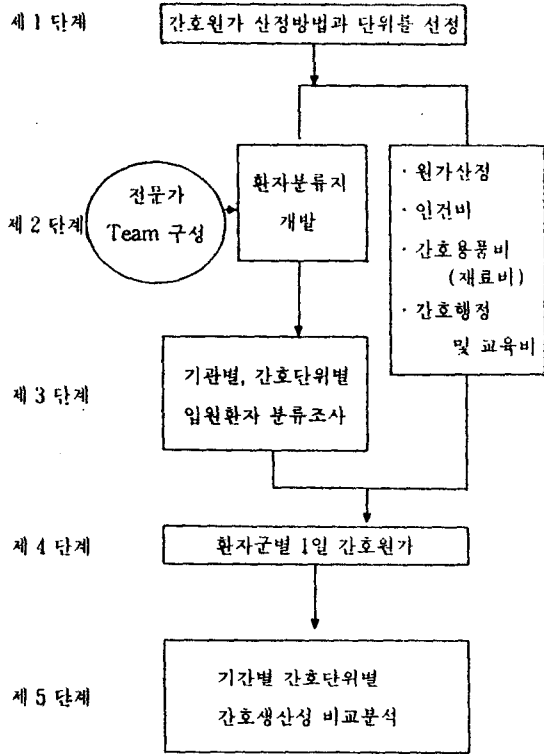 제 1 단계
간호원가 산정방법과 단위를 선정
제 2 단계
전문가
Team 구성
환자분류지
개발
· 원가산정
· 인건비
· 간호용품비
(재료비)
· 간호행정
및 교육비
제 3 단계
기관별, 간호단위별
입원환자 분류조사
제 4 단계
환자군별 1일 간호원가
제 5 단계
기간별 간호단위별
간호생산성 비교분석